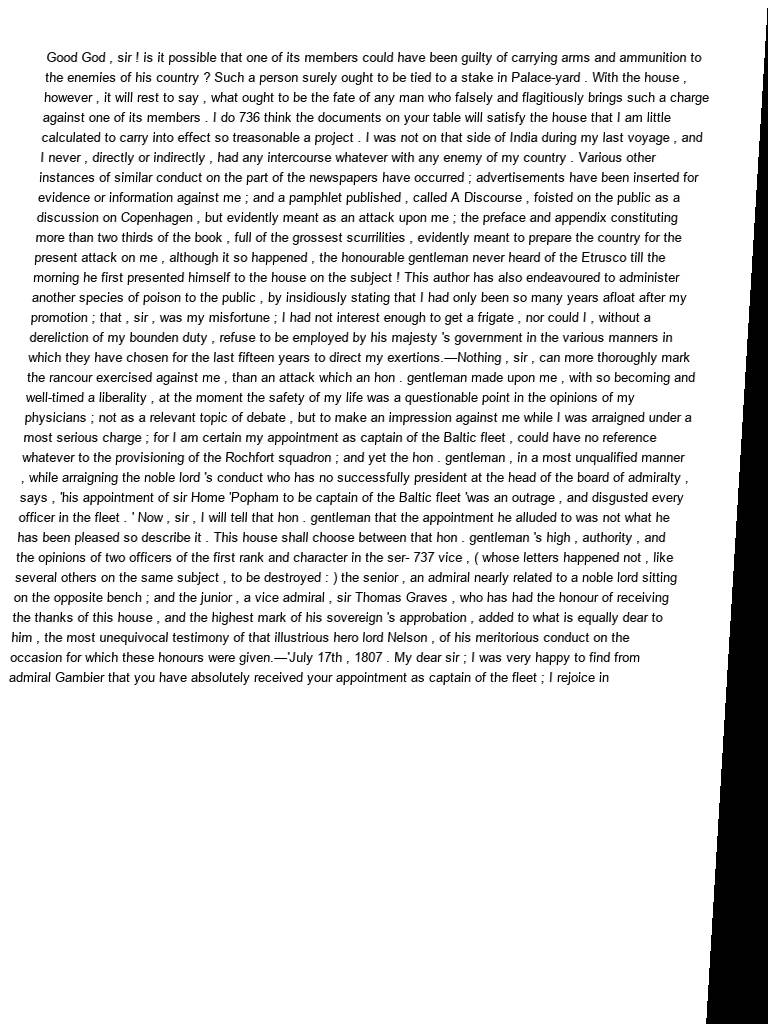 Good God , sir ! is it possible that one of its members could have been guilty of carrying arms and ammunition to
the enemies of his country ? Such a person surely ought to be tied to a stake in Palace-yard . With the house ,
however , it will rest to say , what ought to be the fate of any man who falsely and flagitiously brings such a charge
against one of its members . I do 736 think the documents on your table will satisfy the house that I am little
calculated to carry into effect so treasonable a project . I was not on that side of India during my last voyage , and
I never , directly or indirectly , had any intercourse whatever with any enemy of my country . Various other
instances of similar conduct on the part of the newspapers have occurred ; advertisements have been inserted for
evidence or information against me ; and a pamphlet published , called A Discourse , foisted on the public as a
discussion on Copenhagen , but evidently meant as an attack upon me ; the preface and appendix constituting
more than two thirds of the book , full of the grossest scurrilities , evidently meant to prepare the country for the
present attack on me , although it so happened , the honourable gentleman never heard of the Etrusco till the
morning he first presented himself to the house on the subject ! This author has also endeavoured to administer
another species of poison to the public , by insidiously stating that I had only been so many years afloat after my
promotion ; that , sir , was my misfortune ; I had not interest enough to get a frigate , nor could I , without a
dereliction of my bounden duty , refuse to be employed by his majesty 's government in the various manners in
which they have chosen for the last fifteen years to direct my exertions.—Nothing , sir , can more thoroughly mark
the rancour exercised against me , than an attack which an hon . gentleman made upon me , with so becoming and
well-timed a liberality , at the moment the safety of my life was a questionable point in the opinions of my
physicians ; not as a relevant topic of debate , but to make an impression against me while I was arraigned under a
most serious charge ; for I am certain my appointment as captain of the Baltic fleet , could have no reference
whatever to the provisioning of the Rochfort squadron ; and yet the hon . gentleman , in a most unqualified manner
, while arraigning the noble lord 's conduct who has no successfully president at the head of the board of admiralty ,
says , 'his appointment of sir Home 'Popham to be captain of the Baltic fleet 'was an outrage , and disgusted every
officer in the fleet . ' Now , sir , I will tell that hon . gentleman that the appointment he alluded to was not what he
has been pleased so describe it . This house shall choose between that hon . gentleman 's high , authority , and
the opinions of two officers of the first rank and character in the ser- 737 vice , ( whose letters happened not , like
several others on the same subject , to be destroyed : ) the senior , an admiral nearly related to a noble lord sitting
on the opposite bench ; and the junior , a vice admiral , sir Thomas Graves , who has had the honour of receiving
the thanks of this house , and the highest mark of his sovereign 's approbation , added to what is equally dear to
him , the most unequivocal testimony of that illustrious hero lord Nelson , of his meritorious conduct on the
occasion for which these honours were given.—'July 17th , 1807 . My dear sir ; I was very happy to find from
admiral Gambier that you have absolutely received your appointment as captain of the fleet ; I rejoice in